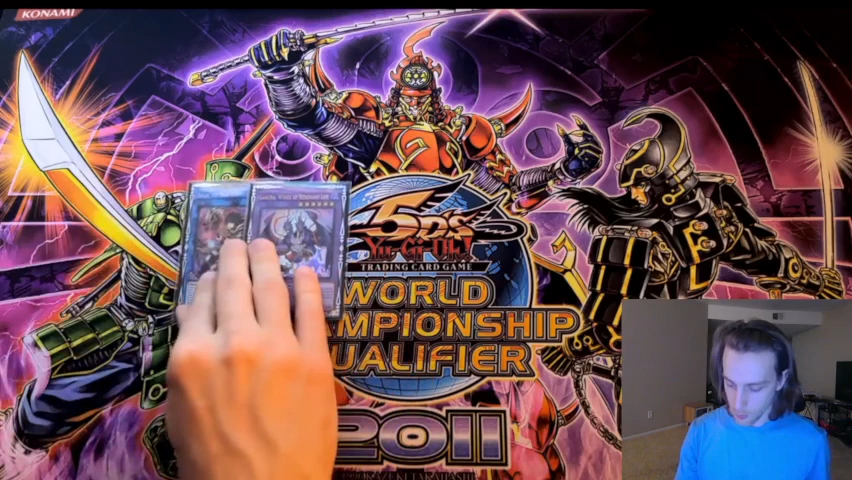 KONAMI
5D's
Yu-Gi-Oh!
TRADING CARD GAME
WORLD
AMPIONSHIP
UALIFIER
2011